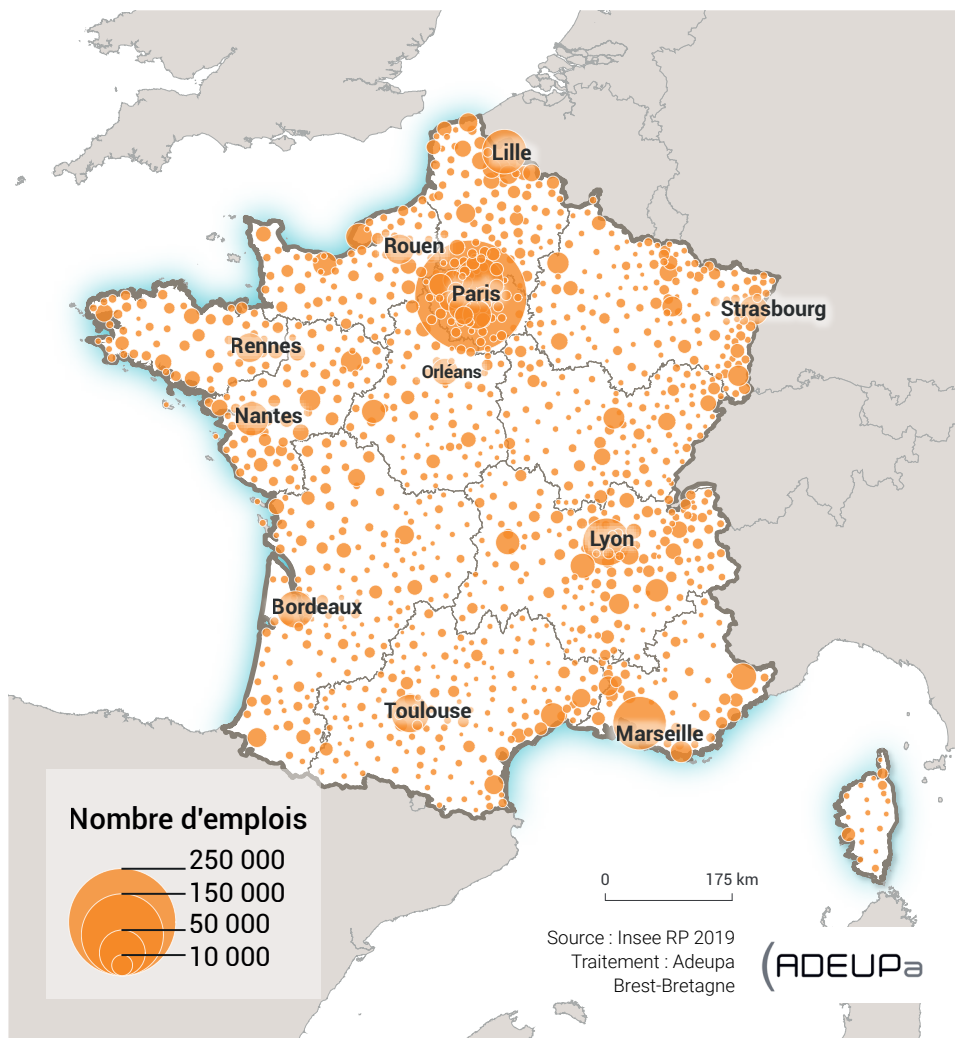 Lille
Rouen
Paris
Strasbourg
Rennes
Orléans
Nantes
Lyon
Bordeaux
Toulouse
Marseille
Nombre d'emplois
250 000
150 000
50 000
10 000
0 175 km
Source : Insee RP 2019
Traitement : Adeupa
Brest-Bretagne
ADEUPa